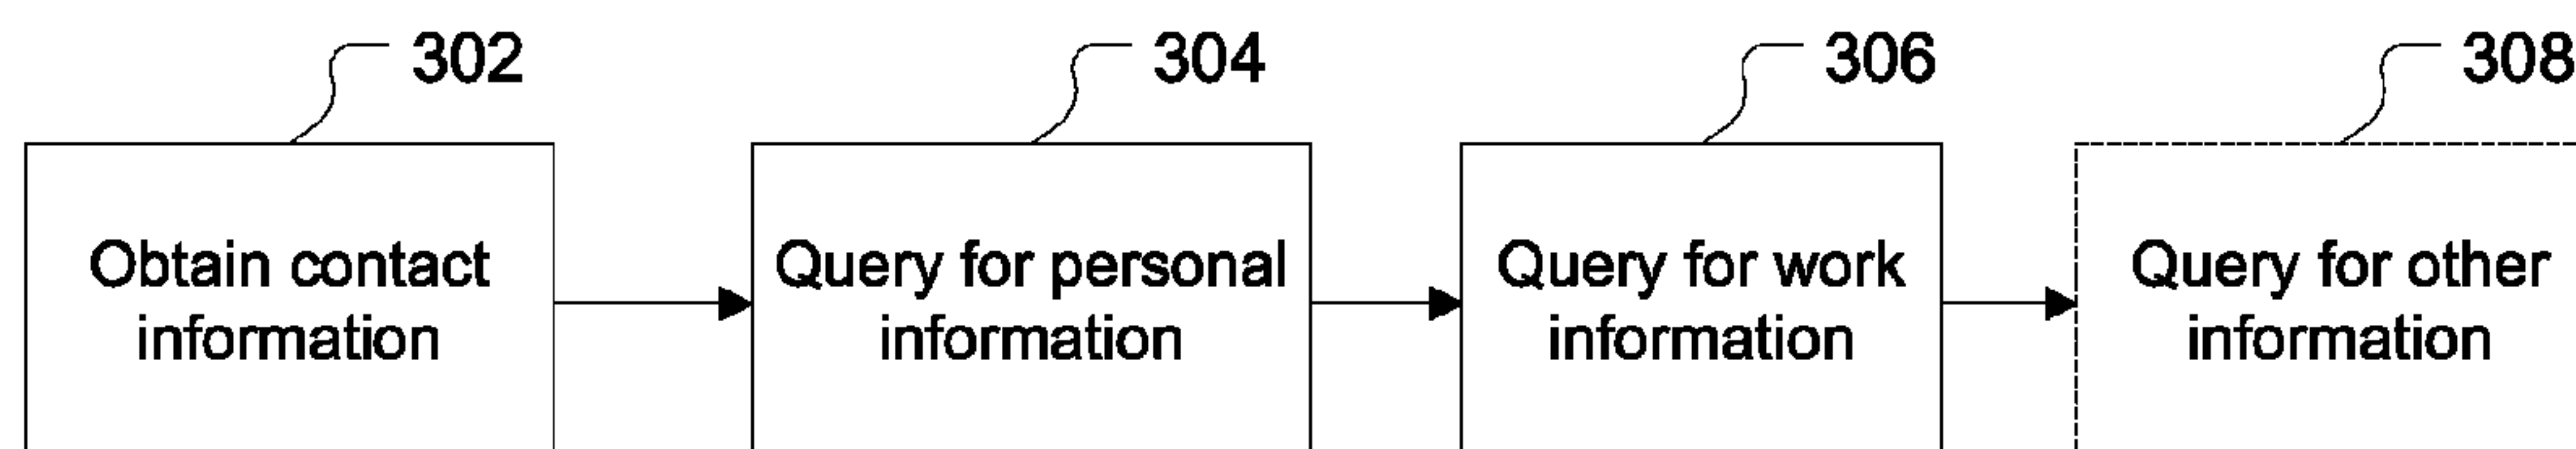 302
304
306
308
Obtain contact
information
Query for personal
information
Query for work
information
Query for other
information